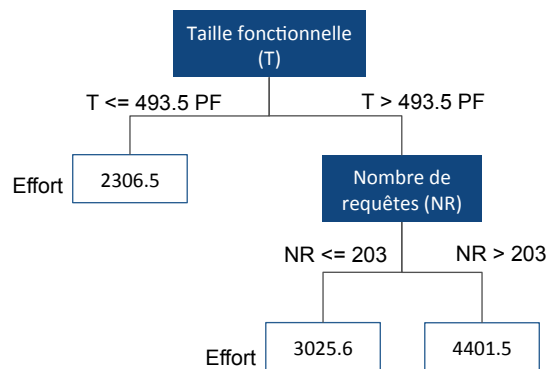 Taille fonctionnelle
(T)
T <= 493.5 PF
T > 493.5 PF
Effort
2306.5
Nombre de
requêtes (NR)
NR <= 203
NR > 203
Effort
3025.6
4401.5